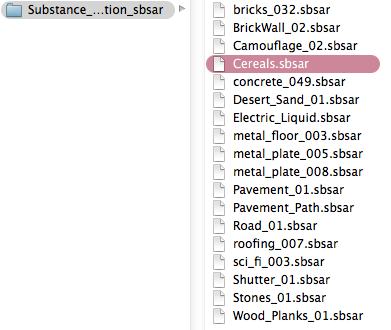 Substance_...tion_sbsar
bricks_032.sbsar
BrickWall_02.sbsar
Camouflage_02.sbsar
Cereals.sbsar
concrete_049.sbsar
Desert_Sand_01.sbsar
Electric_Liquid.sbsar
metal_floor_003.sbsar
metal_plate_005.sbsar
metal_plate_008.sbsar
Pavement_01.sbsar
Pavement_Path.sbsar
Road_01.sbsar
roofing_007.sbsar
sci_fi_003.sbsar
Shutter_01.sbsar
Stones_01.sbsar
Wood_Planks_01.sbsar